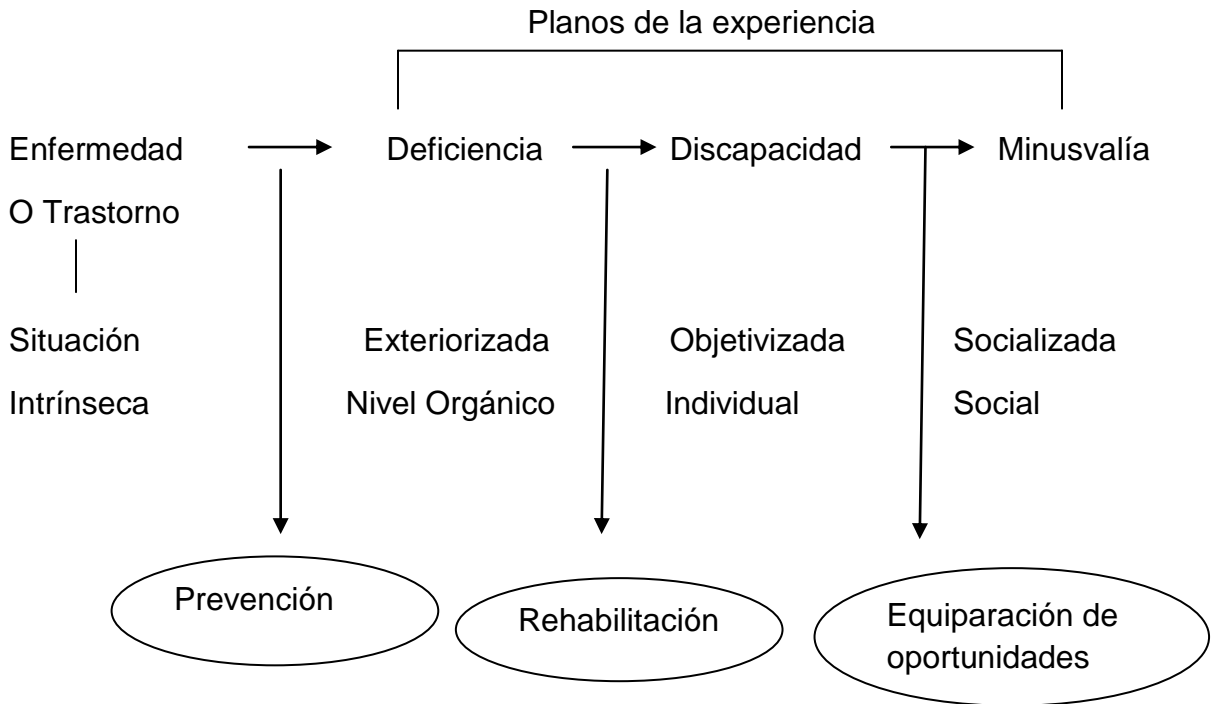 Planos de la experiencia
Enfermedad Deficiencia Discapacidad Minusvalía
O Trastorno
Situación Exteriorizada Objetivizada Socializada
Intrínseca Nivel Orgánico Individual Social
Prevención
Rehabilitación
Equiparación de
oportunidades